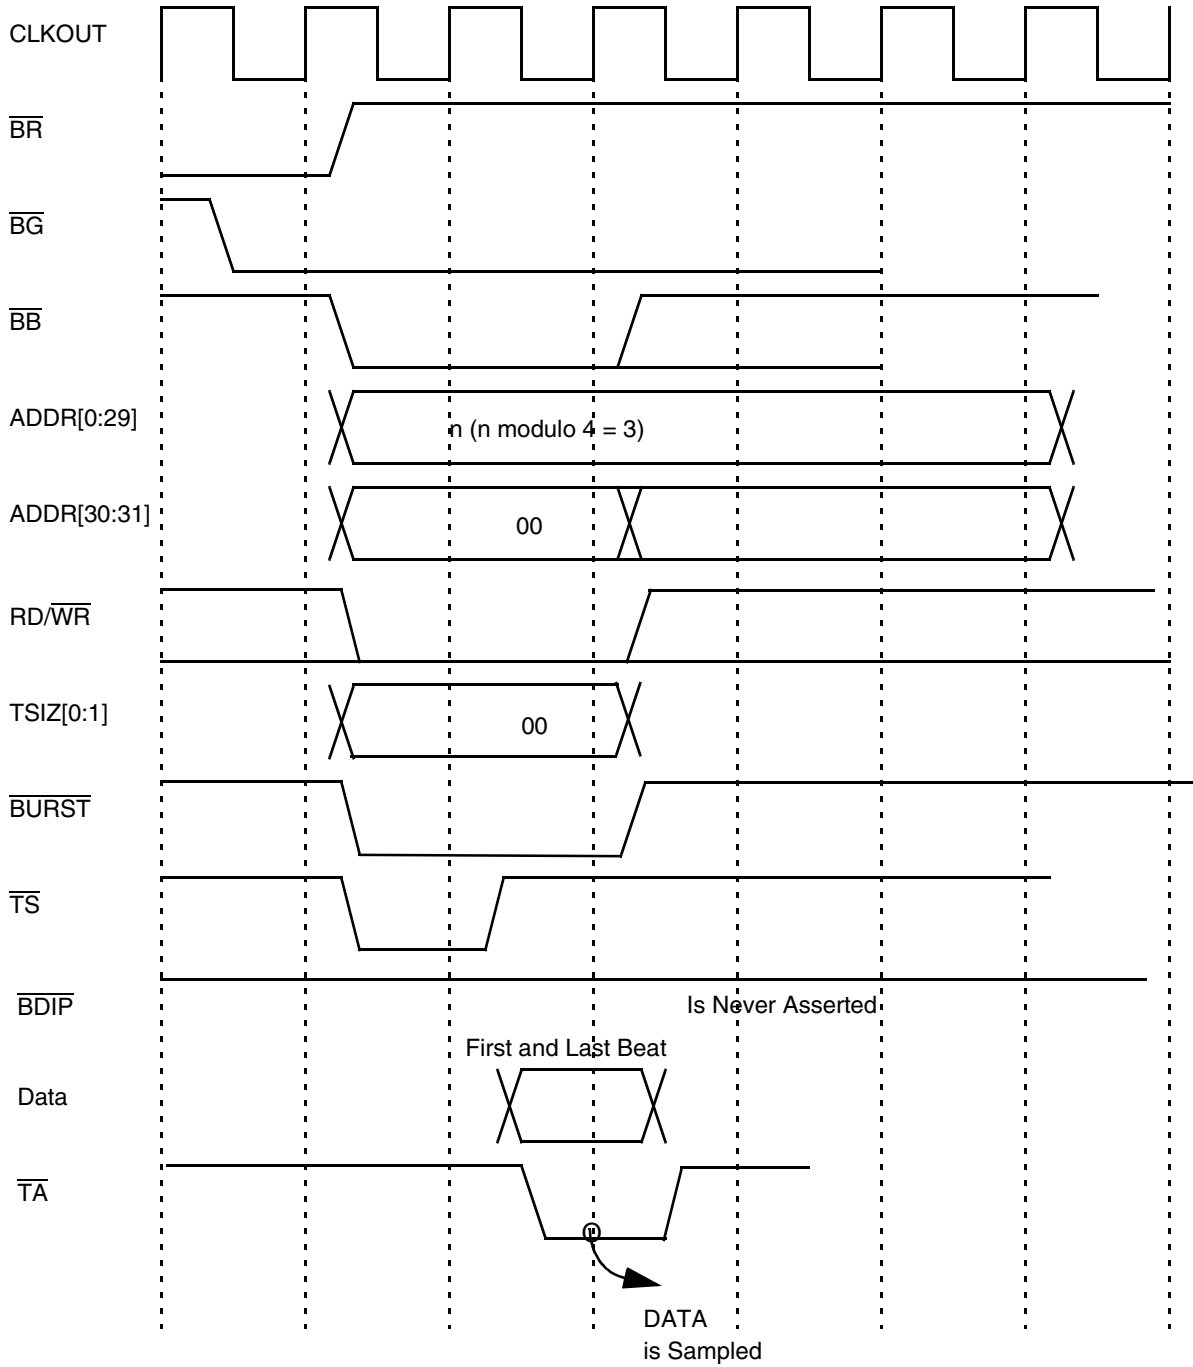 CLKOUT
BR
BG
BB
ADDR[0:29]
n (n modulo 4 = 3)
ADDR[30:31]
00
RD/WR
TSIZ[0:1]
00
BURST
TS
BDIP
Is Never Asserted
First and Last Beat
Data
TA
DATA
is Sampled